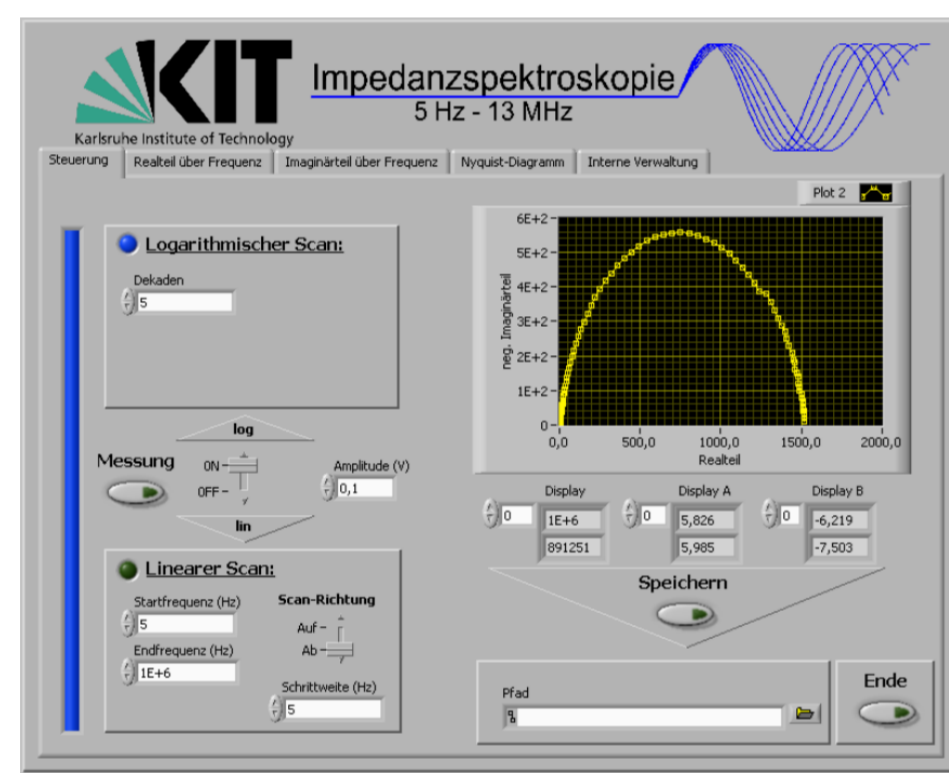 KIT
Karlsruhe Institute of Technology
Impedanzspektroskopie
5 Hz - 13 MHz
Steuerung
Realteil über Frequenz
Imaginärteil über Frequenz
Nyquist-Diagramm
Interne Verwaltung
Logarithmischer Scan:
Dekaden
5
log
Messung
ON
OFF
Amplitude (V)
0,1
lin
Linearer Scan:
Startfrequenz (Hz)
5
Endfrequenz (Hz)
1E+6
Scan-Richtung
Auf
Ab
Schrittweite (Hz)
5
Plot 2
neg. Imaginärteil
6E+2
5E+2
4E+2
3E+2
2E+2
1E+2
0
0,0 500,0 1000,0 1500,0 2000,0
Realteil
Display
0
1E+6
891251
Display A
0
5,826
5,985
Display B
0
-6,219
-7,503
Speichern
Pfad
Ende